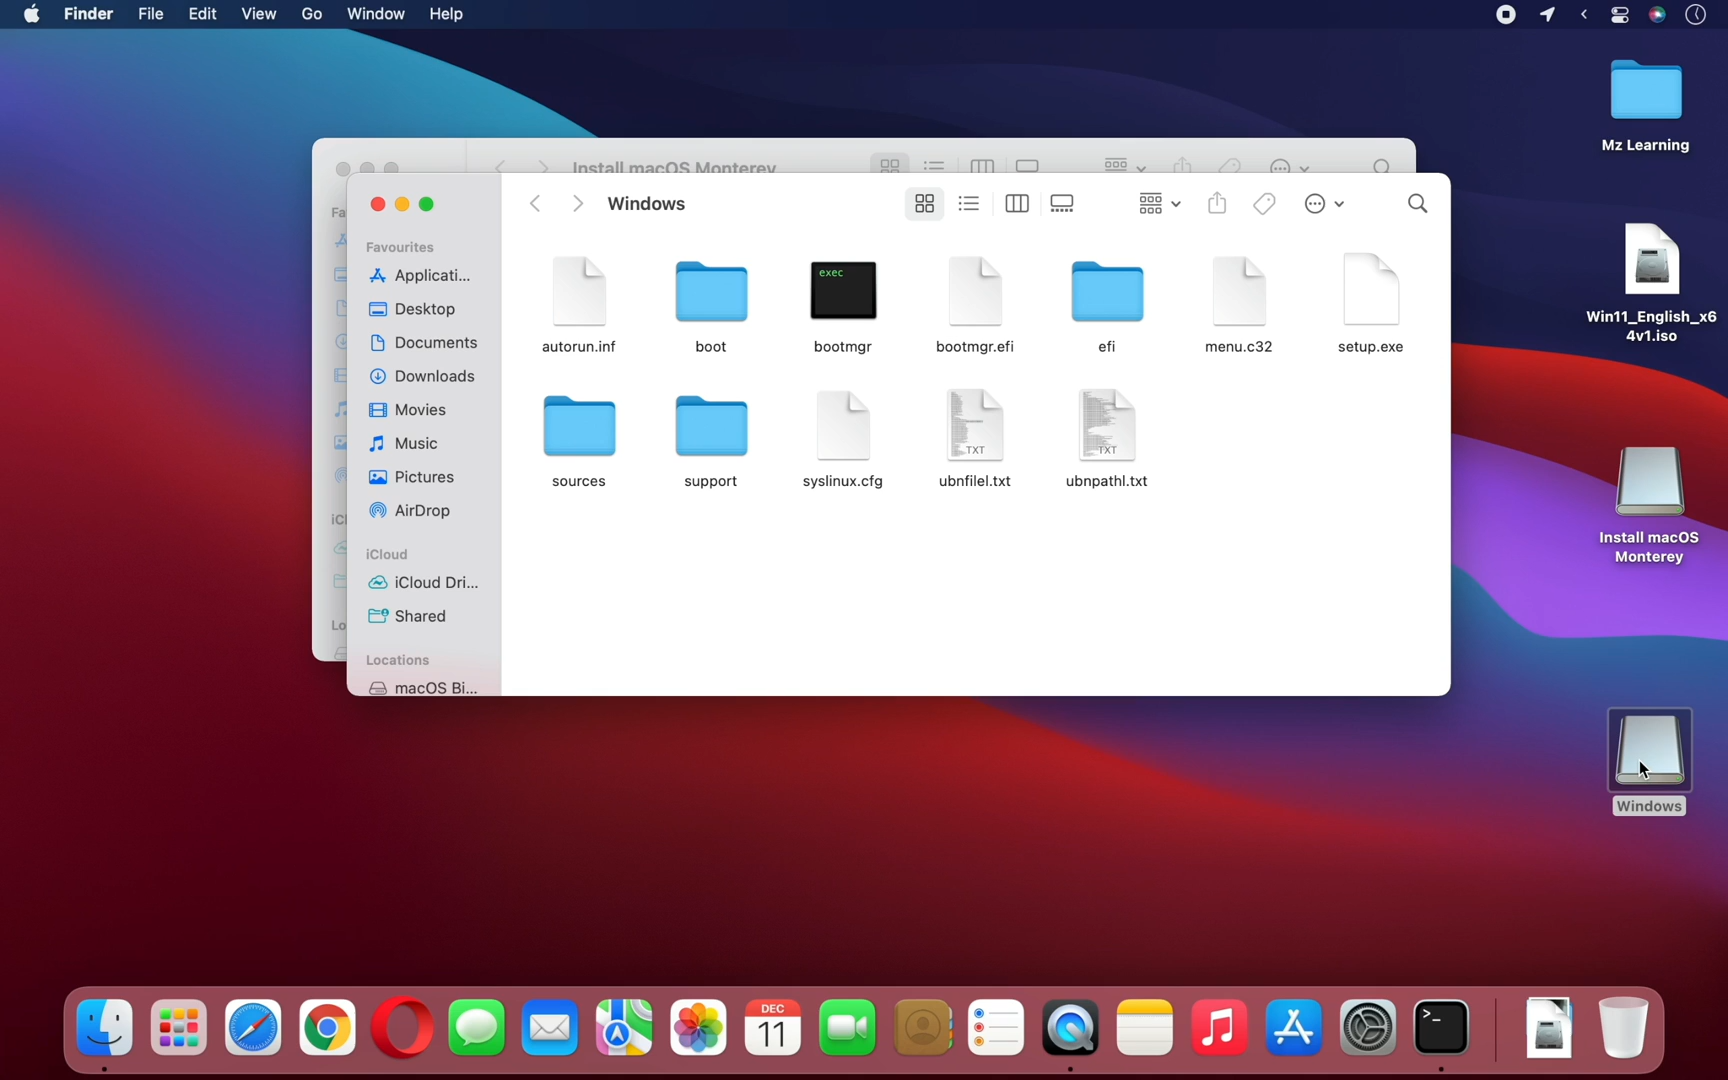 Finder File Edit View Go Window Help
Mz Learning
Install macOS Monterey
Windows
Favourites
Applicati...
Desktop
Documents
Downloads
Movies
Music
Pictures
AirDrop
iCloud
iCloud Dri...
Shared
Locations
macOS Bi...
Fa
iCl
Lo
autorun.inf
boot
exec
bootmgr
bootmgr.efi
efi
menu.c32
setup.exe
sources
support
syslinux.cfg
TXT
ubnfilel.txt
TXT
ubnpathl.txt
Win11_English_x6
4v1.iso
Install macOS
Monterey
Windows
DEC
11
>_